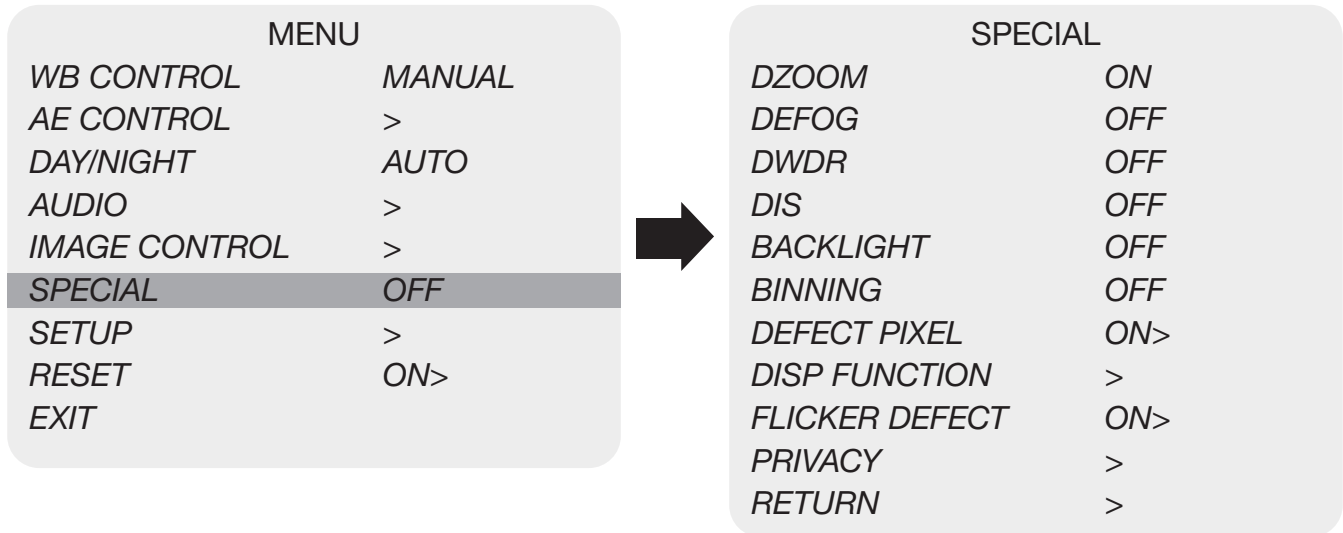 MENU
WB CONTROL MANUAL
AE CONTROL >
DAY/NIGHT AUTO
AUDIO >
IMAGE CONTROL >
SPECIAL OFF
SETUP >
RESET ON>
EXIT
SPECIAL
DZOOM ON
DEFOG OFF
DWDR OFF
DIS OFF
BACKLIGHT OFF
BINNING OFF
DEFECT PIXEL ON>
DISP FUNCTION >
FLICKER DEFECT ON>
PRIVACY >
RETURN >